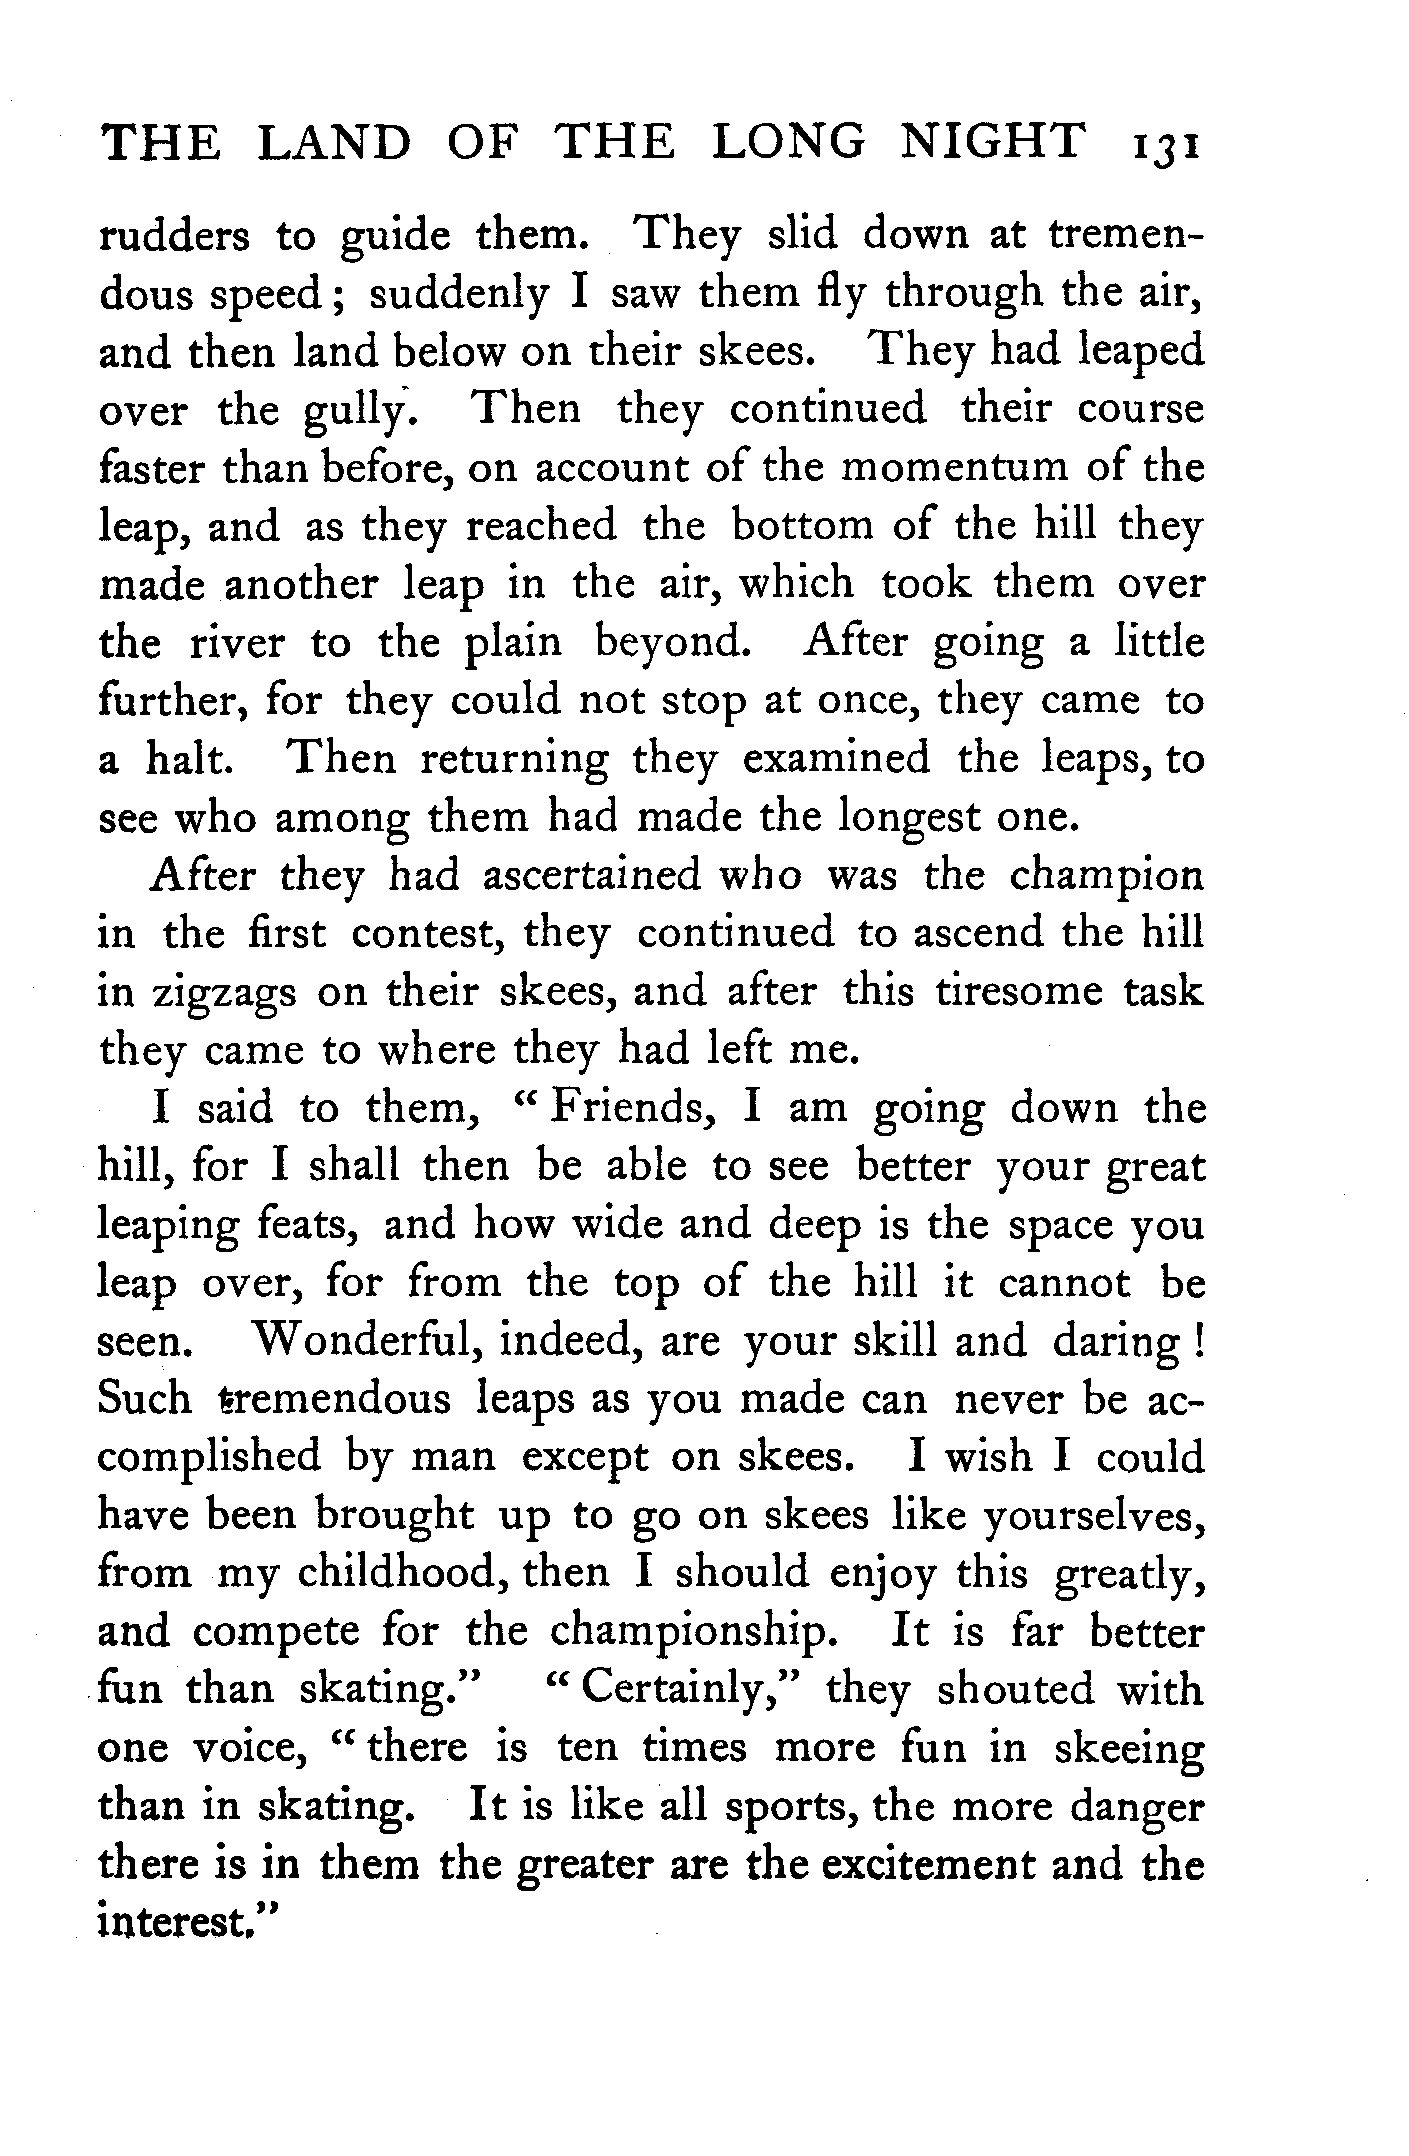 THE LAND OF THE LONG NIGHT 131
rudders to guide them. They slid down at tremen-
dous speed; suddenly I saw them fly through the air,
and then land below on their skees. They had leaped
over the gully. Then they continued their course
faster than before, on account of the momentum of the
leap, and as they reached the bottom of the hill they
made another leap in the air, which took them over
the river to the plain beyond. After going a little
further, for they could not stop at once, they came to
a halt. Then returning they examined the leaps, to
see who among them had made the longest one.
After they had ascertained who was the champion
in the first contest, they continued to ascend the hill
in zigzags on their skees, and after this tiresome task
they came to where they had left me.
I said to them, "Friends, I am going down the
hill, for I shall then be able to see better your great
leaping feats, and how wide and deep is the space you
leap over, for from the top of the hill it cannot be
seen. Wonderful, indeed, are your skill and daring!
Such tremendous leaps as you made can never be ac-
complished by man except on skees. I wish I could
have been brought up to go on skees like yourselves,
from my childhood, then I should enjoy this greatly,
and compete for the championship. It is far better
fun than skating." "Certainly," they shouted with
one voice, "there is ten times more fun in skeeing
than in skating. It is like all sports, the more danger
there is in them the greater are the excitement and the
interest."